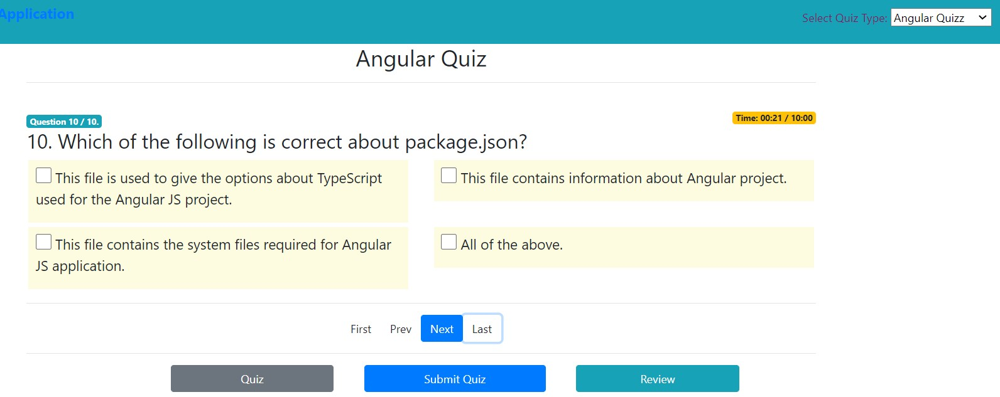 Application
Select Quiz Type: Angular Quizz
Angular Quiz
Question 10 / 10.
Time: 00:21 / 10:00
10. Which of the following is correct about package.json?
This file is used to give the options about TypeScript
used for the Angular JS project.
This file contains information about Angular project.
This file contains the system files required for Angular
JS application.
All of the above.
First Prev Next Last
Quiz Submit Quiz Review